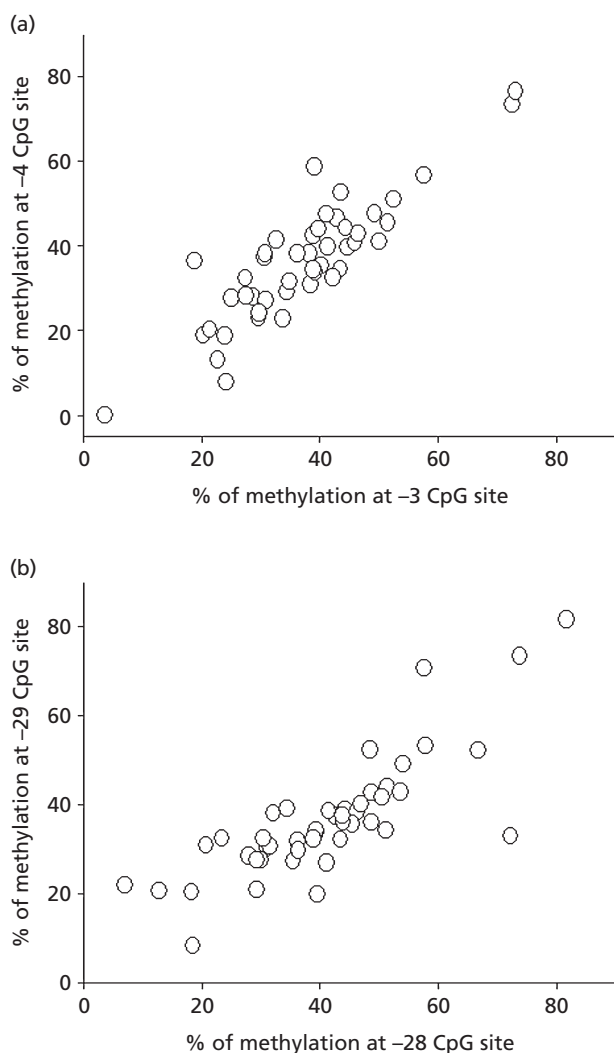 (a)
80
60
40
20
0
% of methylation at –4 CpG site
0 20 40 60 80
% of methylation at –3 CpG site
(b)
80
60
40
20
0
% of methylation at –29 CpG site
0 20 40 60 80
% of methylation at –28 CpG site